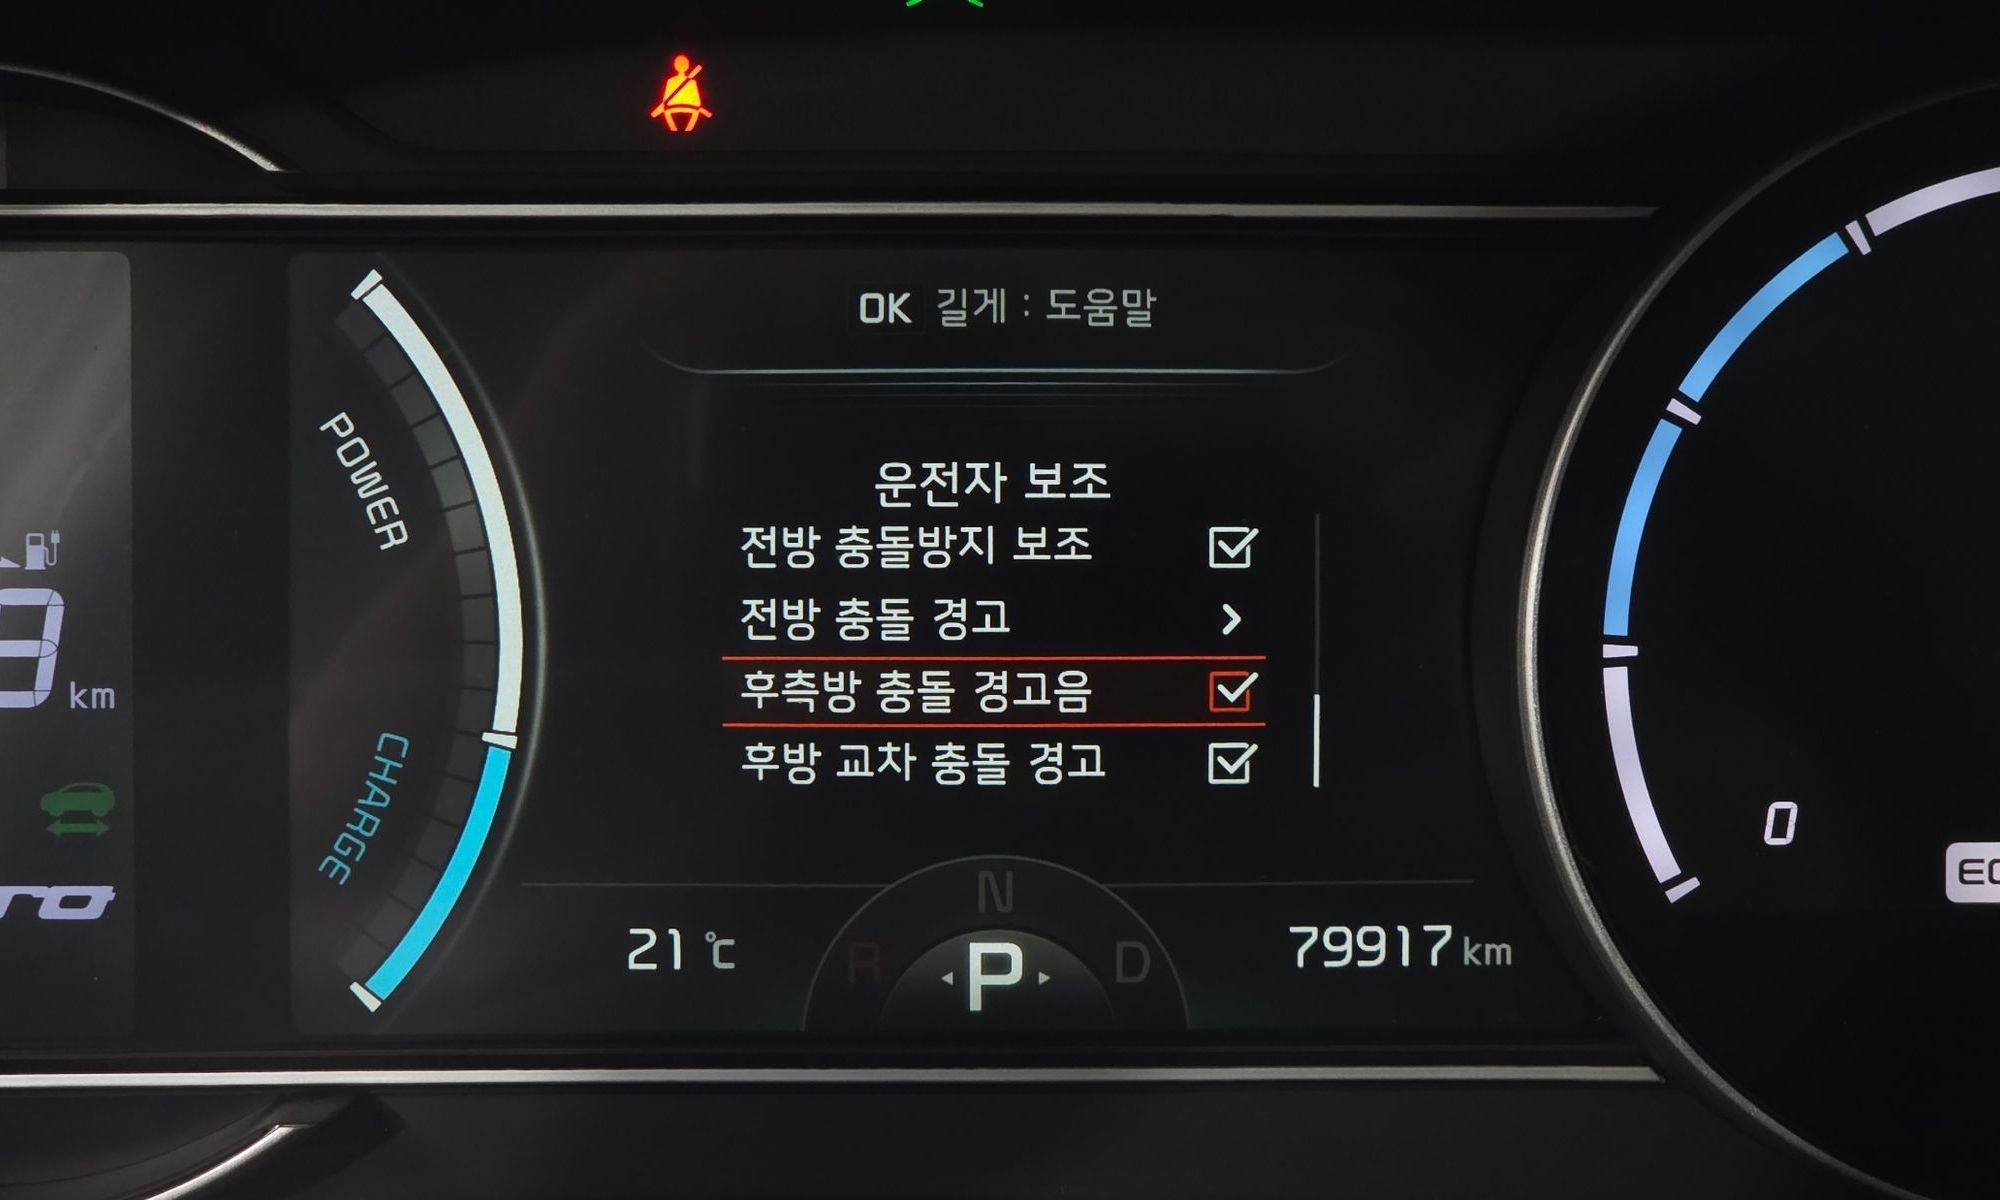 OK 길게 : 도움말
운전자 보조
전방 충돌방지 보조
전방 충돌 경고
후측방 충돌 경고음
후방 교차 충돌 경고
POWER
CHARGE
km
N
R
P
D
21 ℃
79917 km
0